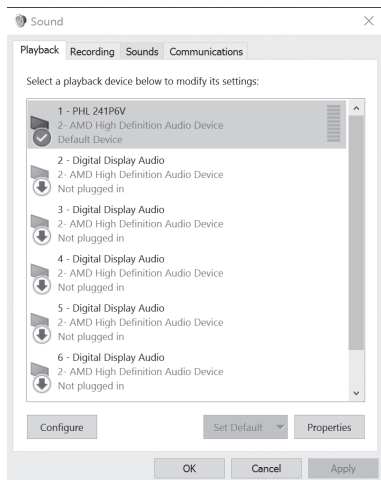 Sound
Playback Recording Sounds Communications
Select a playback device below to modify its settings:
1 - PHL 241P6V
2- AMD High Definition Audio Device
Default Device
2 - Digital Display Audio
2- AMD High Definition Audio Device
Not plugged in
3 - Digital Display Audio
2- AMD High Definition Audio Device
Not plugged in
4 - Digital Display Audio
2- AMD High Definition Audio Device
Not plugged in
5 - Digital Display Audio
2- AMD High Definition Audio Device
Not plugged in
6 - Digital Display Audio
2- AMD High Definition Audio Device
Not plugged in
Configure Set Default Properties
OK Cancel Apply